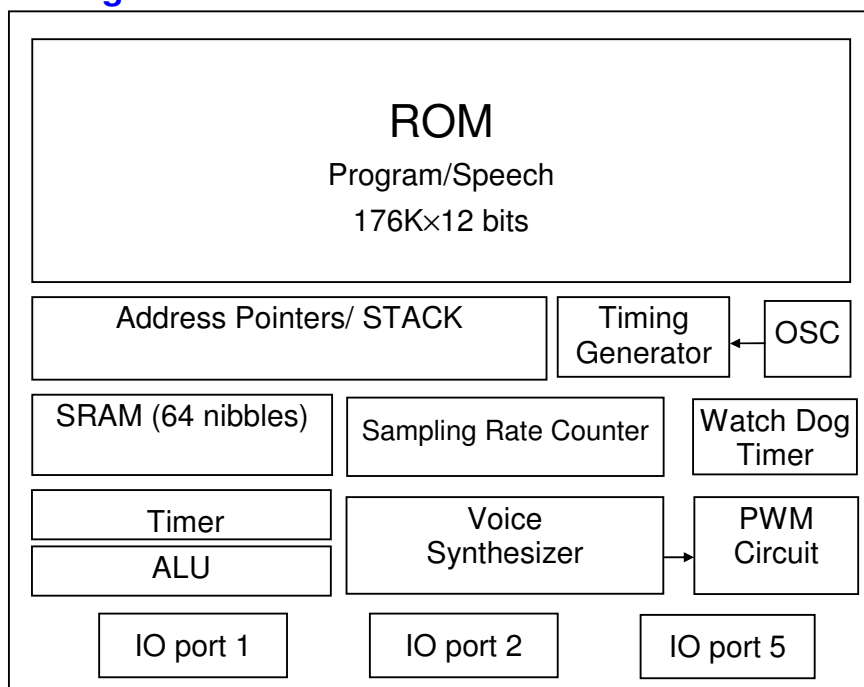 ROM
Program/Speech
176K×12 bits
Address Pointers/ STACK
Timing
Generator
OSC
SRAM (64 nibbles)
Sampling Rate Counter
Watch Dog
Timer
Timer
ALU
Voice
Synthesizer
PWM
Circuit
IO port 1
IO port 2
IO port 5